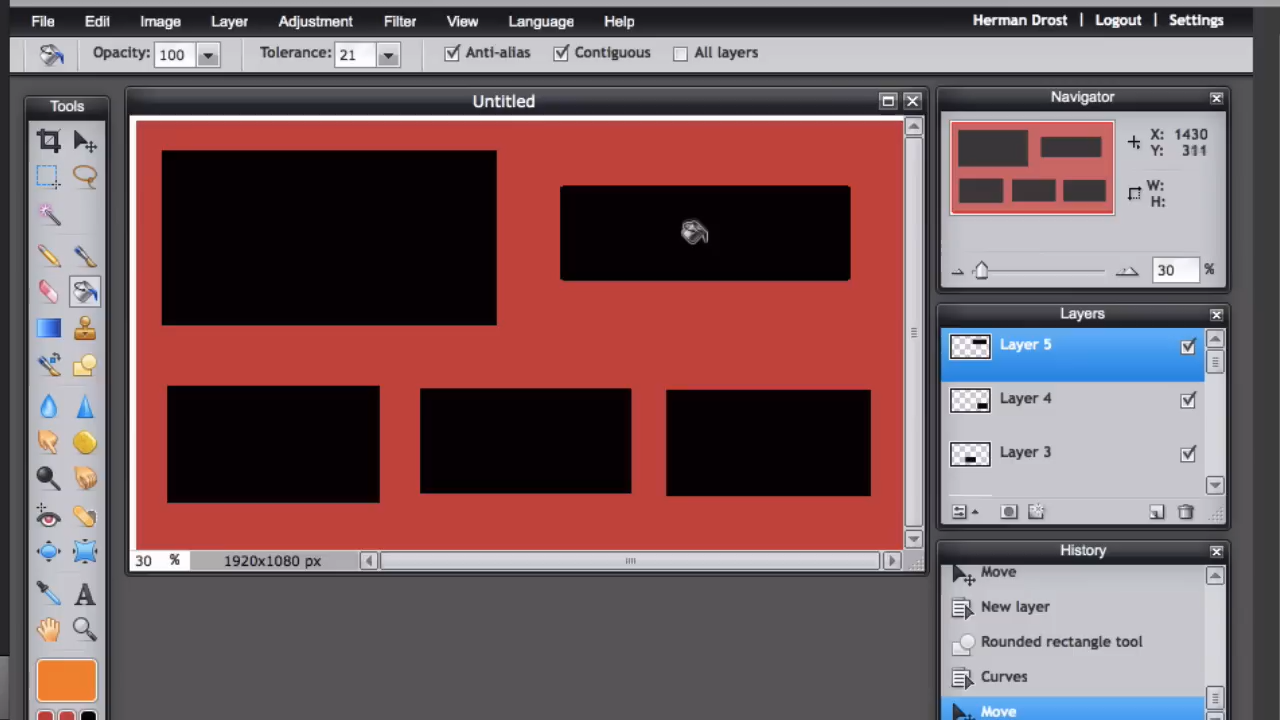 File Edit Image Layer Adjustment Filter View Language Help Herman Drost | Logout | Settings
Opacity: 100 Tolerance: 21 Anti-alias Contiguous All layers
Tools
Untitled
30 % 1920x1080 px
Navigator
X: 1430
Y: 311
W:
H:
30 %
Layers
Layer 5
Layer 4
Layer 3
History
Move
New layer
Rounded rectangle tool
Curves
Move